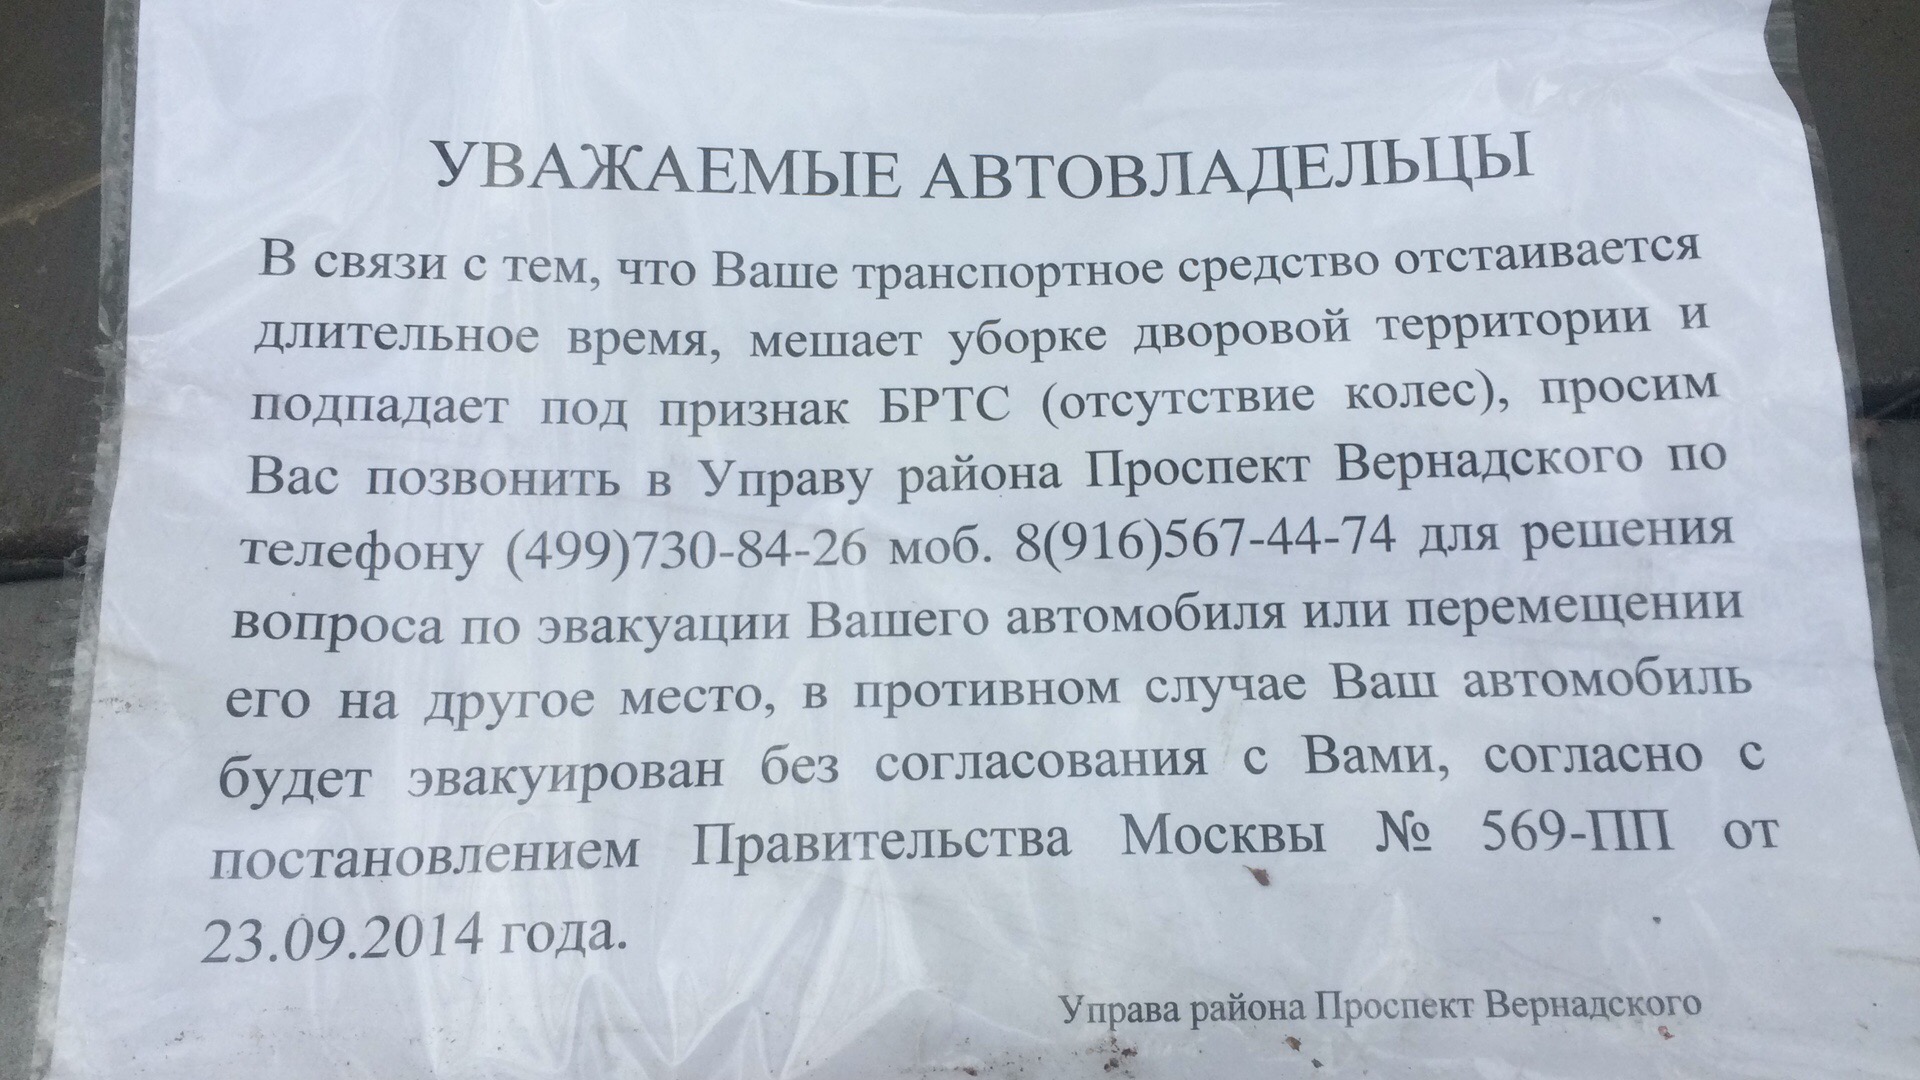 УВАЖАЕМЫЕ АВТОВЛАДЕЛЬЦЫ
В связи с тем, что Ваше транспортное средство отстаивается
длительное время, мешает уборке дворовой территории и
подпадает под признак БРТС (отсутствие колес), просим
Вас позвонить в Управу района Проспект Вернадского по
телефону (499)730-84-26 моб. 8(916)567-44-74 для решения
вопроса по эвакуации Вашего автомобиля или перемещении
его на другое место, в противном случае Ваш автомобиль
будет эвакуирован без согласования с Вами, согласно с
постановлением Правительства Москвы № 569-ПП от
23.09.2014 года.
Управа района Проспект Вернадского